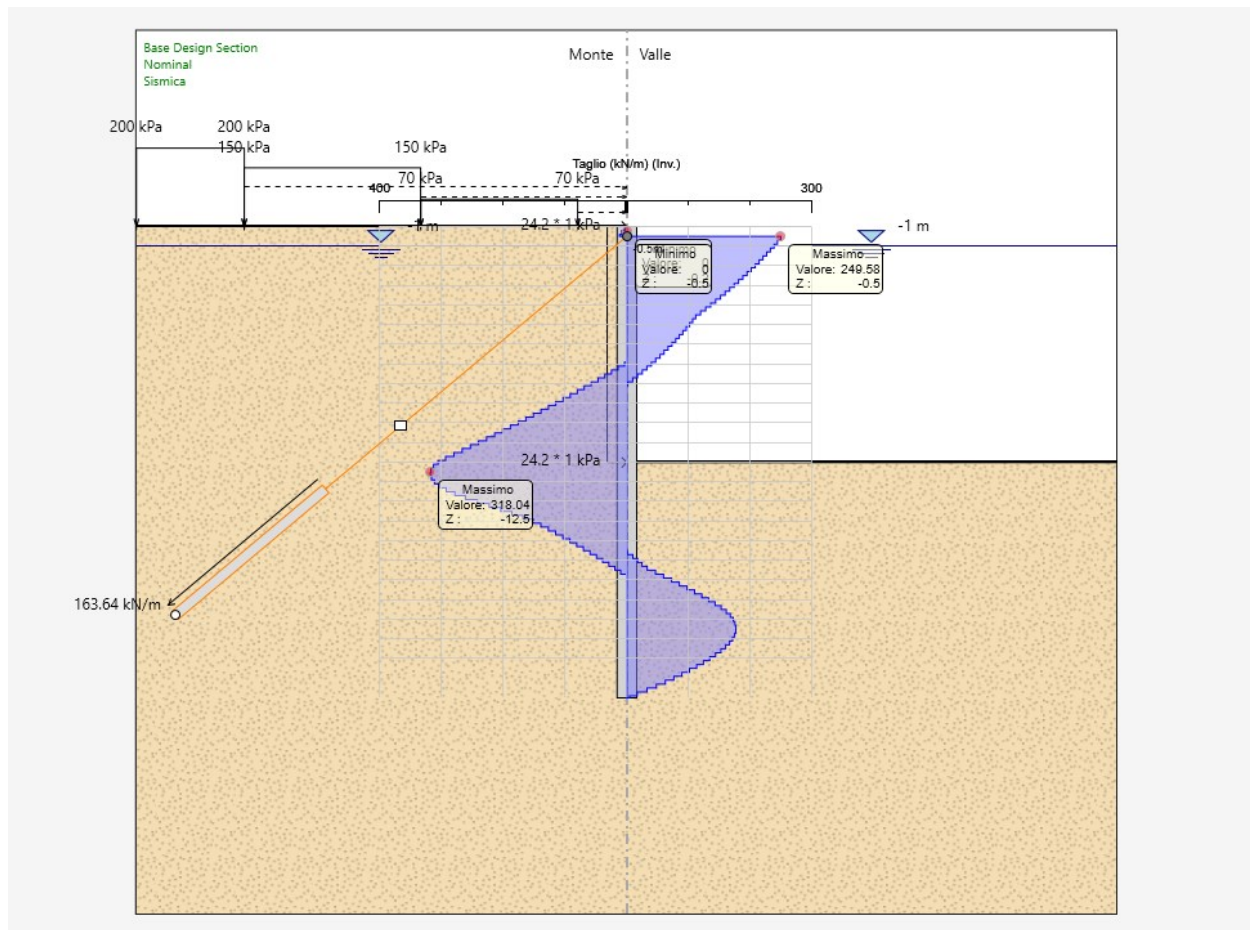 Base Design Section
Nominal
Sismica
Monte
Valle
200 kPa
200 kPa
150 kPa
150 kPa
Taglio (kN/m) (Inv.)
70 kPa
70 kPa
400
300
-1 m
24.2 * 1 kPa
-1 m
-0.5m
Minimo
Valore: 0
Z : -0.5
Massimo
Valore: 249.58
Z : -0.5
24.2 * 1 kPa
Massimo
Valore: 318.04
Z : -12.5
163.64 kN/m